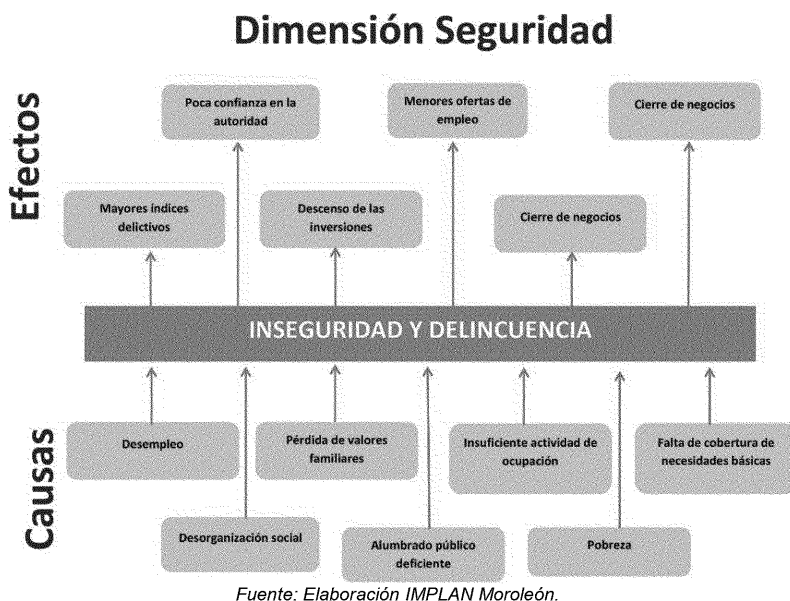 Dimensión Seguridad
Efectos
Poca confianza en la
autoridad
Menores ofertas de
empleo
Cierre de negocios
Mayores índices
delictivos
Descenso de las
inversiones
Cierre de negocios
INSEGURIDAD Y DELINCUENCIA
Causas
Desempleo
Pérdida de valores
familiares
Insuficiente actividad de
ocupación
Falta de cobertura de
necesidades básicas
Desorganización social
Alumbrado público
deficiente
Pobreza
Fuente: Elaboración IMPLAN Moroleón.